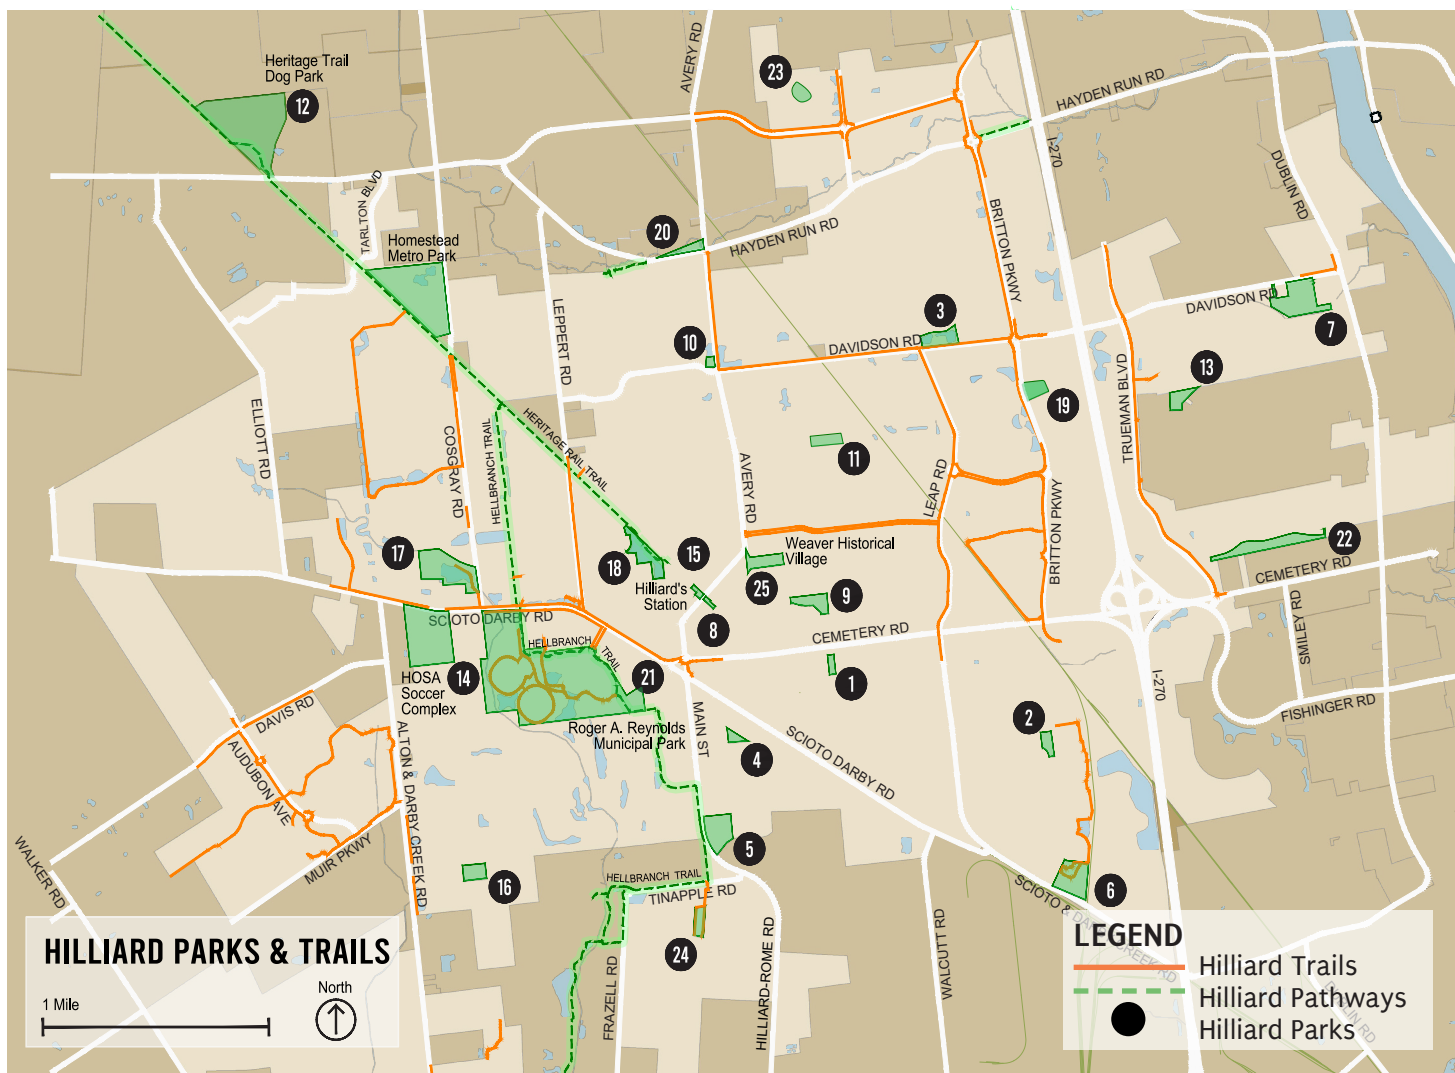 Heritage Trail
Dog Park
12
23
AVERY RD
HAYDEN RUN RD
I-270
DUBLIN RD
TARLTON BLVD
Homestead
Metro Park
20
HAYDEN RUN RD
BRITTON PKWY
LEPPERT RD
3
DAVIDSON RD
7
10
DAVIDSON RD
13
19
TRUEMAN BLVD
ELLIOTT RD
COSGRAY RD
HELLBRANCH TRAIL
HERITAGE RAIL TRAIL
11
AVERY RD
LEAP RD
BRITTON PKWY
17
18
15
Hilliard's
Station
Weaver Historical
Village
25
9
22
CEMETERY RD
SMILEY RD
8
SCIOTO DARBY RD
CEMETERY RD
HELLBRANCH
TRAIL
HOSA
Soccer
Complex
14
21
1
Roger A. Reynolds
Municipal Park
MAIN ST
I-270
FISHINGER RD
DAVIS RD
2
4
SCIOTO DARBY RD
AUDUBON AVE
ALTON & DARBY CREEK RD
MUIR PKWY
WALKER RD
5
16
HELLBRANCH TRAIL
TINAPPLE RD
6
SCIOTO & DARBY CREEK RD
24
FRAZELL RD
HILLIARD-ROME RD
WALCUTT RD
DUBLIN RD
HILLIARD PARKS & TRAILS
1 Mile
North
LEGEND
Hilliard Trails
Hilliard Pathways
Hilliard Parks